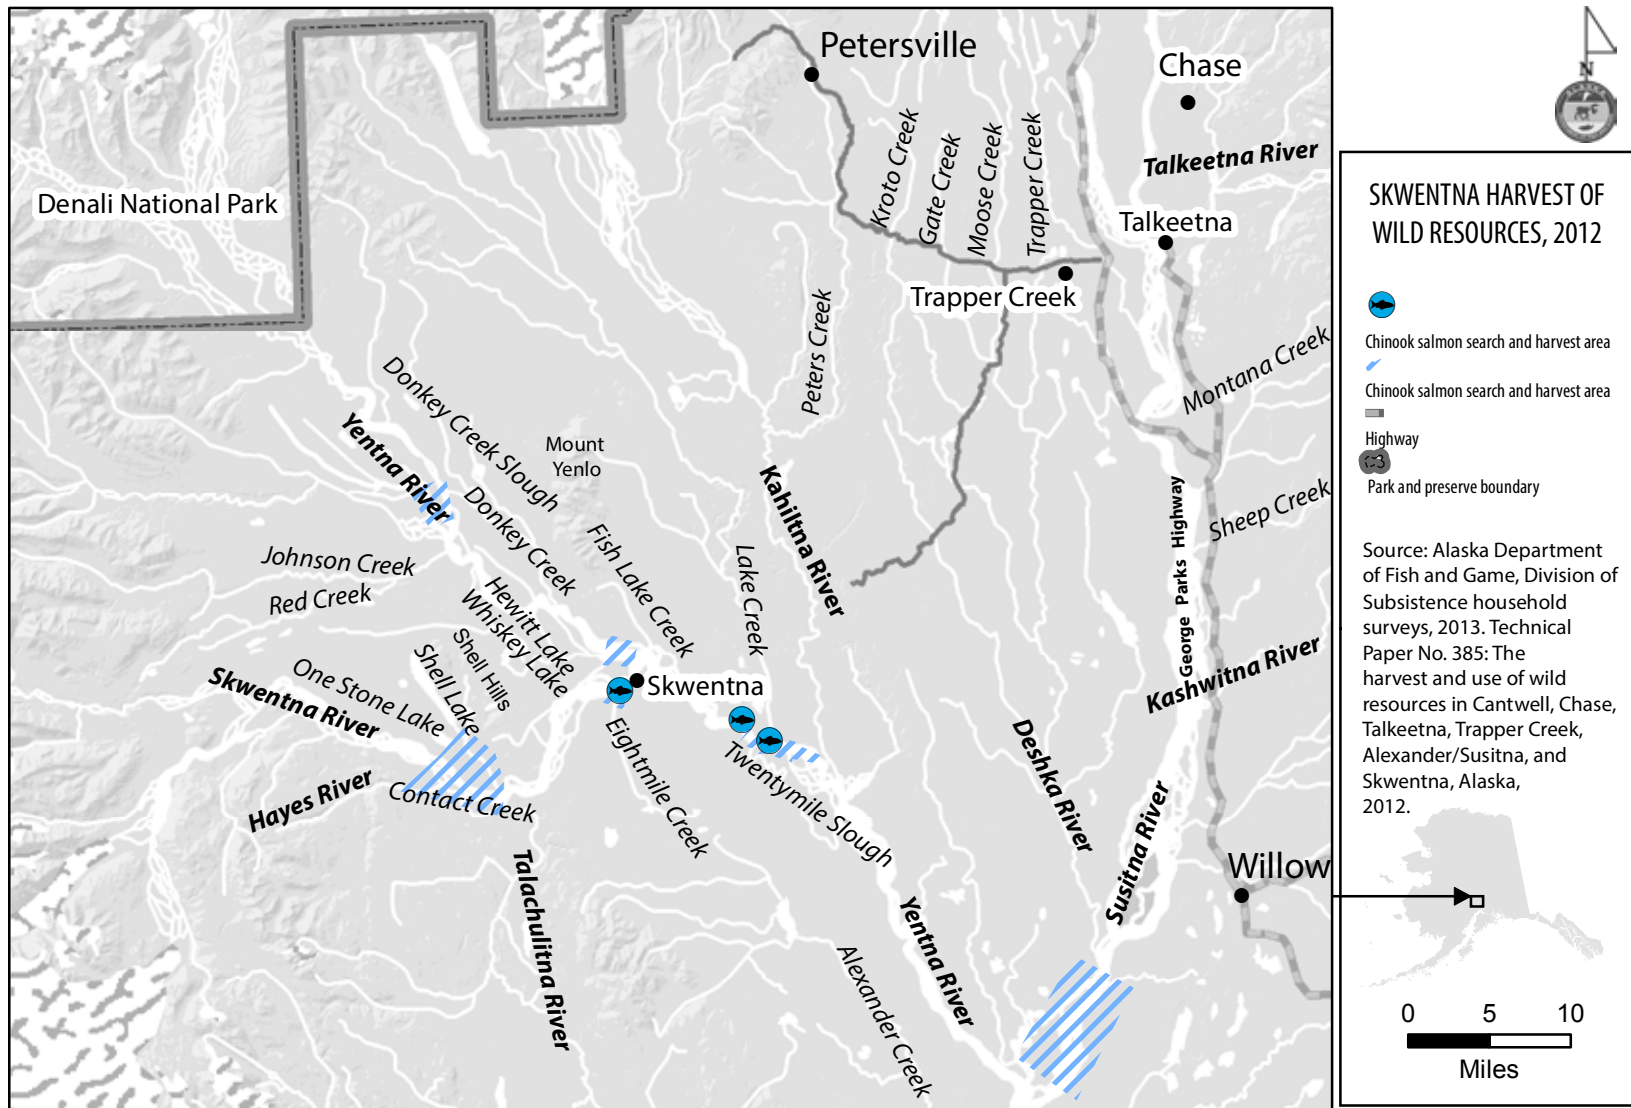 Petersville
Chase
Talkeetna River
Kroto Creek
Gate Creek
Moose Creek
Trapper Creek
Denali National Park
Talkeetna
Trapper Creek
Peters Creek
Montana Creek
Donkey Creek Slough
Mount
Yenlo
Yentna River
Donkey Creek
Kahiltna River
George Parks Highway
Sheep Creek
Johnson Creek
Red Creek
Fish Lake Creek
Lake Creek
Hewitt Lake
Whiskey Lake
Shell Hills
Shell Lake
One Stone Lake
Skwentna River
Skwentna
Kashwitna River
Hayes River
Contact Creek
Eightmile Creek
Twentymile Slough
Deshka River
Susitna River
Willow
Talachulitna River
Yentna River
Alexander Creek
N
SKWENTNA HARVEST OF
WILD RESOURCES, 2012
Chinook salmon search and harvest area
Chinook salmon search and harvest area
Highway
Park and preserve boundary
Source: Alaska Department
of Fish and Game, Division of
Subsistence household
surveys, 2013. Technical
Paper No. 385: The
harvest and use of wild
resources in Cantwell, Chase,
Talkeetna, Trapper Creek,
Alexander/Susitna, and
Skwentna, Alaska,
2012.
0 5 10
Miles